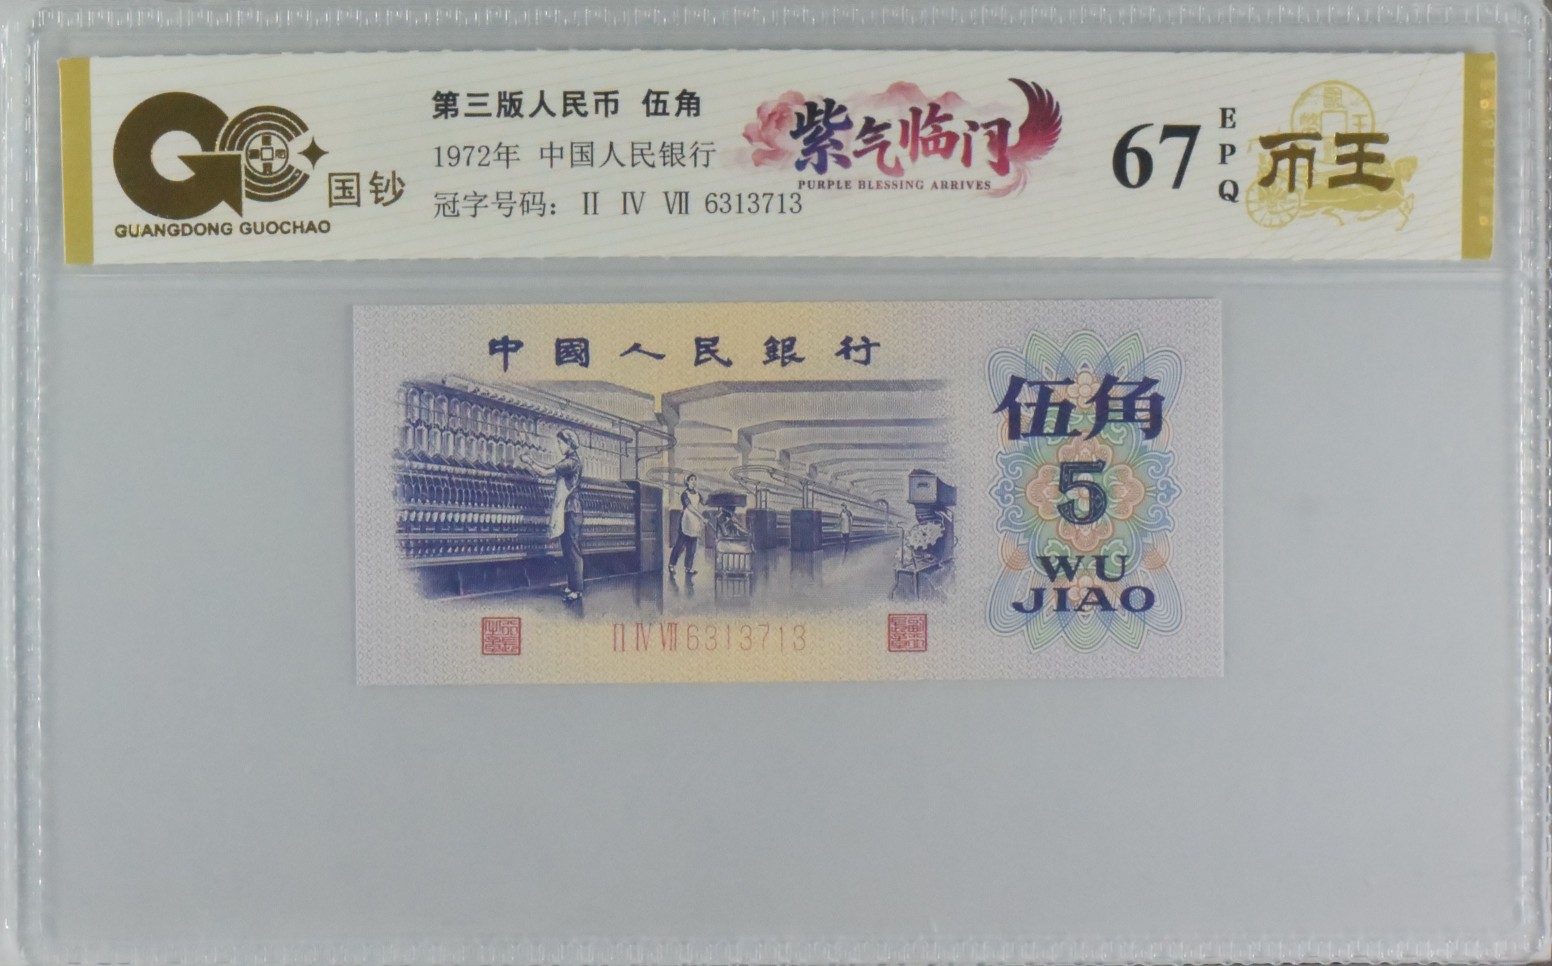 GUANGDONG GUOCHAO
国钞
第三版人民币 伍角
1972年 中国人民银行
冠字号码： Ⅱ Ⅳ Ⅶ 6313713
紫气临门
PURPLE BLESSING ARRIVES
67
EPQ
币王
中國人民銀行
伍角
5
WU
JIAO
Ⅱ Ⅳ Ⅶ 6313713